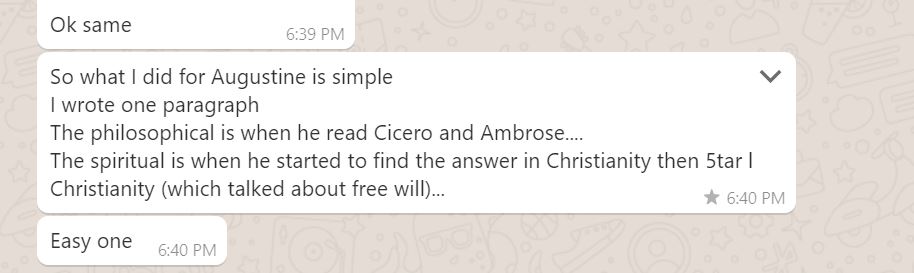 Ok same
6:39 PM
So what I did for Augustine is simple
I wrote one paragraph
The philosophical is when he read Cicero and Ambrose....
The spiritual is when he started to find the answer in Christianity then 5tar l
Christianity (which talked about free will)...
6:40 PM
Easy one
6:40 PM